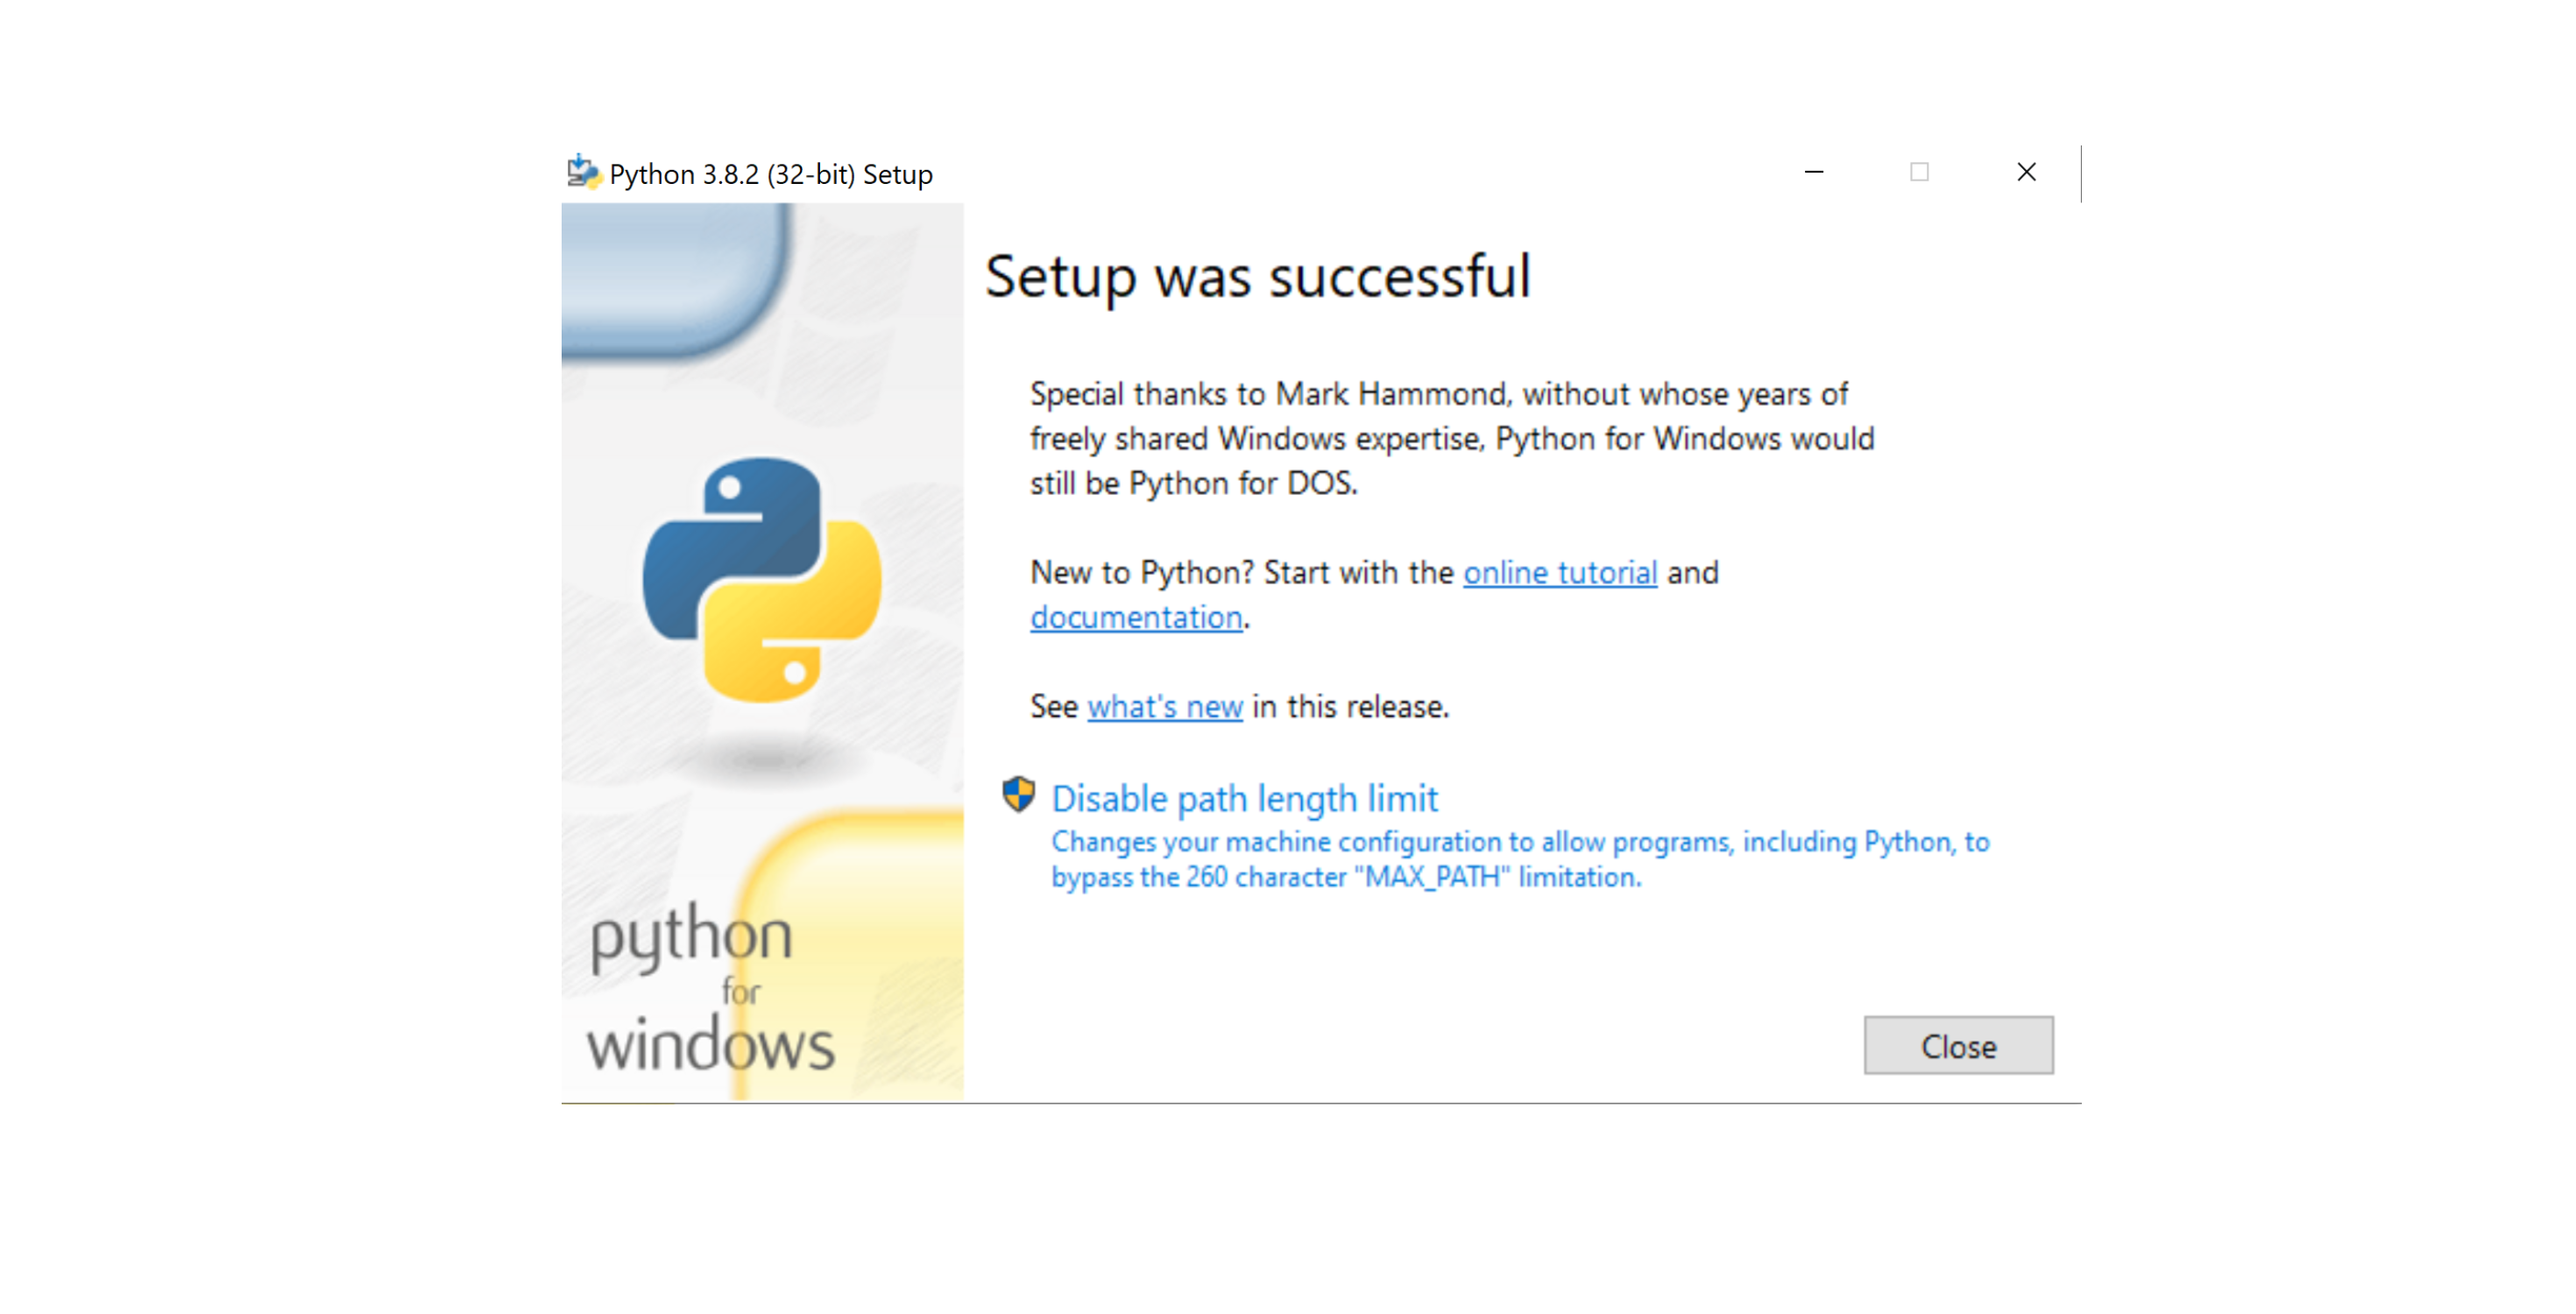 Python 3.8.2 (32-bit) Setup
Setup was successful
Special thanks to Mark Hammond, without whose years of
freely shared Windows expertise, Python for Windows would
still be Python for DOS.
New to Python? Start with the online tutorial and
documentation.
See what's new in this release.
Disable path length limit
Changes your machine configuration to allow programs, including Python, to
bypass the 260 character "MAX_PATH" limitation.
python
for
windows
Close